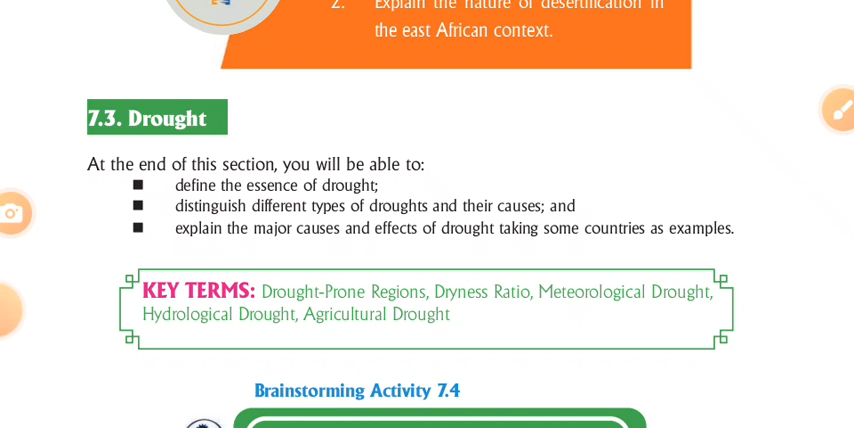 2. Explain the nature of desertification in
the east African context.
7.3. Drought
At the end of this section, you will be able to:
■ define the essence of drought;
■ distinguish different types of droughts and their causes; and
■ explain the major causes and effects of drought taking some countries as examples.
KEY TERMS: Drought-Prone Regions, Dryness Ratio, Meteorological Drought,
Hydrological Drought, Agricultural Drought
Brainstorming Activity 7.4